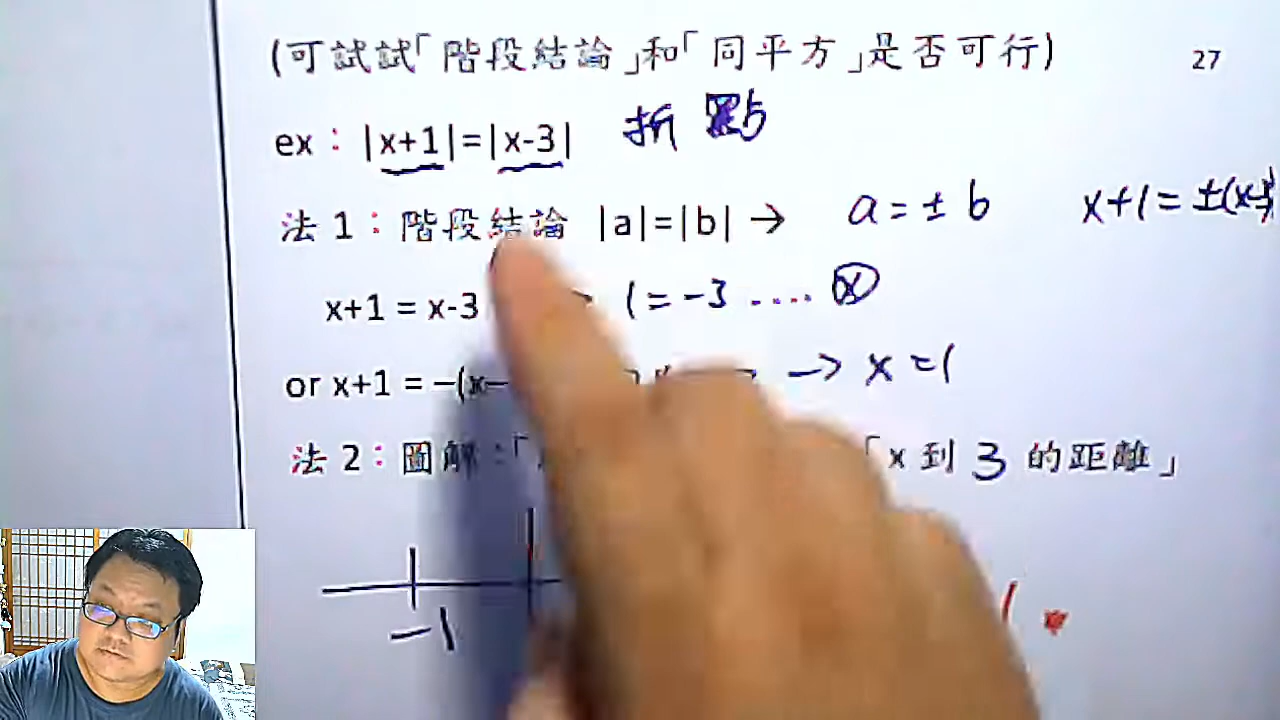 (可試試「階段結論」和「同平方」是否可行)
27
ex：|x+1|=|x-3| 折點
法1：階段結論 |a|=|b| → a=±b x+1=±(x-3)
x+1 = x-3 1=-3 .... ⓧ
or x+1 = –(x– → x=1
法2：圖解：「 「x到3的距離」
-1